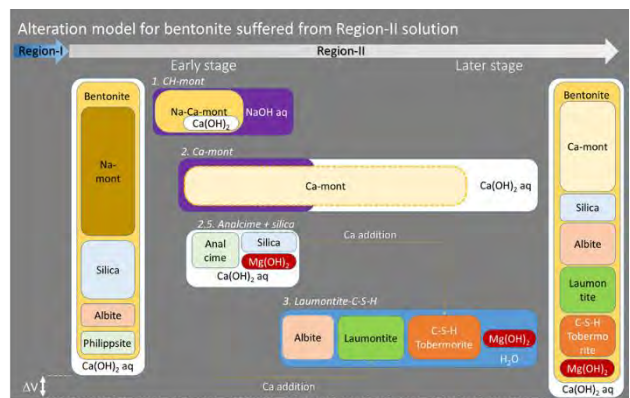 Alteration model for bentonite suffered from Region-II solution
Region-I
Region-II
Early stage
Later stage
Bentonite
Na-
mont
Silica
Albite
Philippsite
Ca(OH)2 aq
ΔV
1. CH-mont
Na-Ca-mont
Ca(OH)2
NaOH aq
2. Ca-mont
Ca-mont
Ca(OH)2 aq
2.5. Analcime + silica
Anal
cime
Silica
Mg(OH)2
Ca(OH)2 aq
Ca addition
3. Laumontite-C-S-H
Albite
Laumontite
C-S-H
Tobermorite
Mg(OH)2
H2O
Ca addition
Bentonite
Ca-mont
Silica
Albite
Laumon
tite
C-S-H
Tobermo
rite
Mg(OH)2
Ca(OH)2 aq